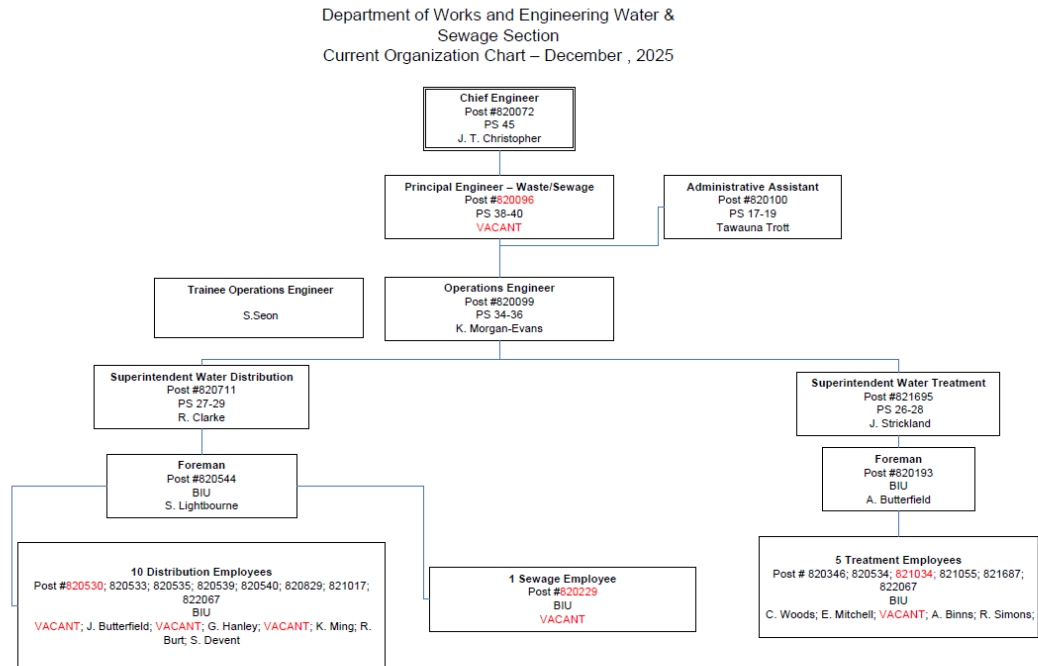 Department of Works and Engineering Water &
Sewage Section
Current Organization Chart – December , 2025
Chief Engineer
Post #820072
PS 45
J. T. Christopher
Principal Engineer – Waste/Sewage
Post #820096
PS 38-40
VACANT
Administrative Assistant
Post #820100
PS 17-19
Tawauna Trott
Trainee Operations Engineer
S.Seon
Operations Engineer
Post #820099
PS 34-36
K. Morgan-Evans
Superintendent Water Distribution
Post #820711
PS 27-29
R. Clarke
Superintendent Water Treatment
Post #821695
PS 26-28
J. Strickland
Foreman
Post #820544
BIU
S. Lightbourne
Foreman
Post #820193
BIU
A. Butterfield
10 Distribution Employees
Post #820530; 820533; 820535; 820539; 820540; 820829; 821017;
822067
BIU
VACANT; J. Butterfield; VACANT; G. Hanley; VACANT; K. Ming; R.
Burt; S. Devent
1 Sewage Employee
Post #820229
BIU
VACANT
5 Treatment Employees
Post # 820346; 820534; 821034; 821055; 821687;
822067
BIU
C. Woods; E. Mitchell; VACANT; A. Binns; R. Simons;